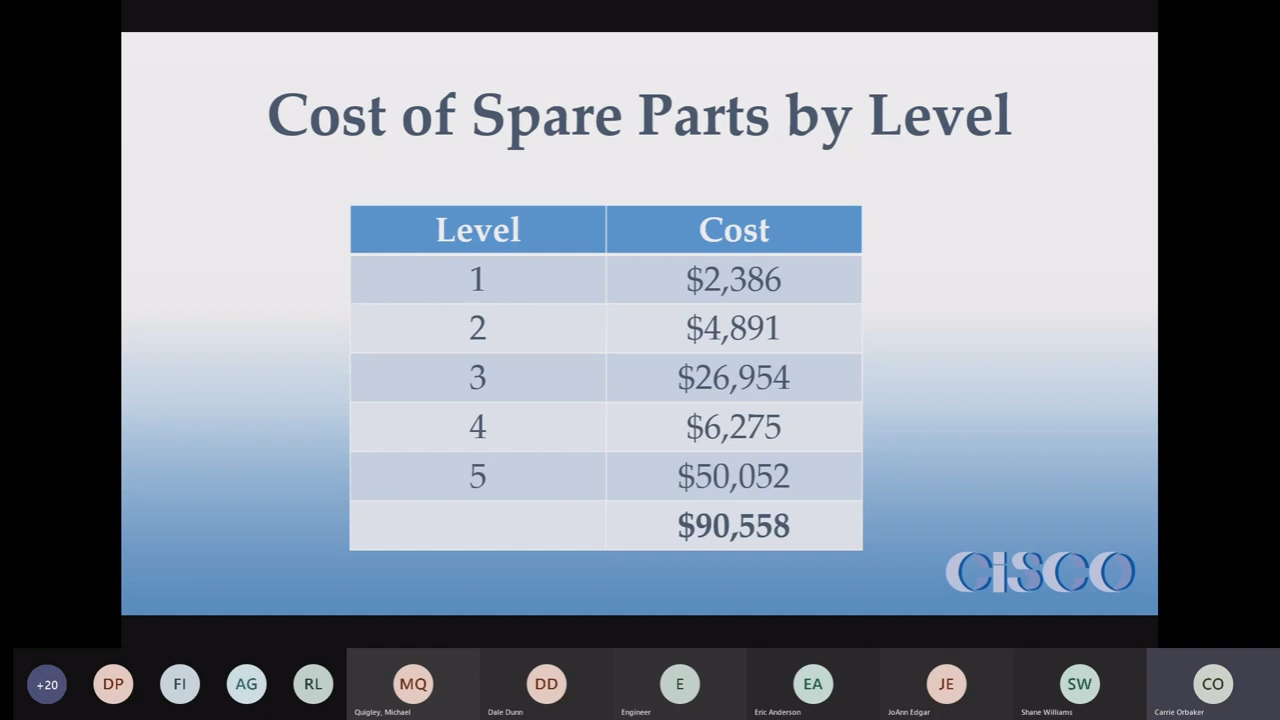 Cost of Spare Parts by Level
Level Cost
1 $2,386
2 $4,891
3 $26,954
4 $6,275
5 $50,052
$90,558
CISCO
+20 DP FI AG RL MQ DD E EA JE SW CO
Quigley, Michael Dale Dunn Engineer Eric Anderson JoAnn Edgar Shane Williams Carrie Orbaker